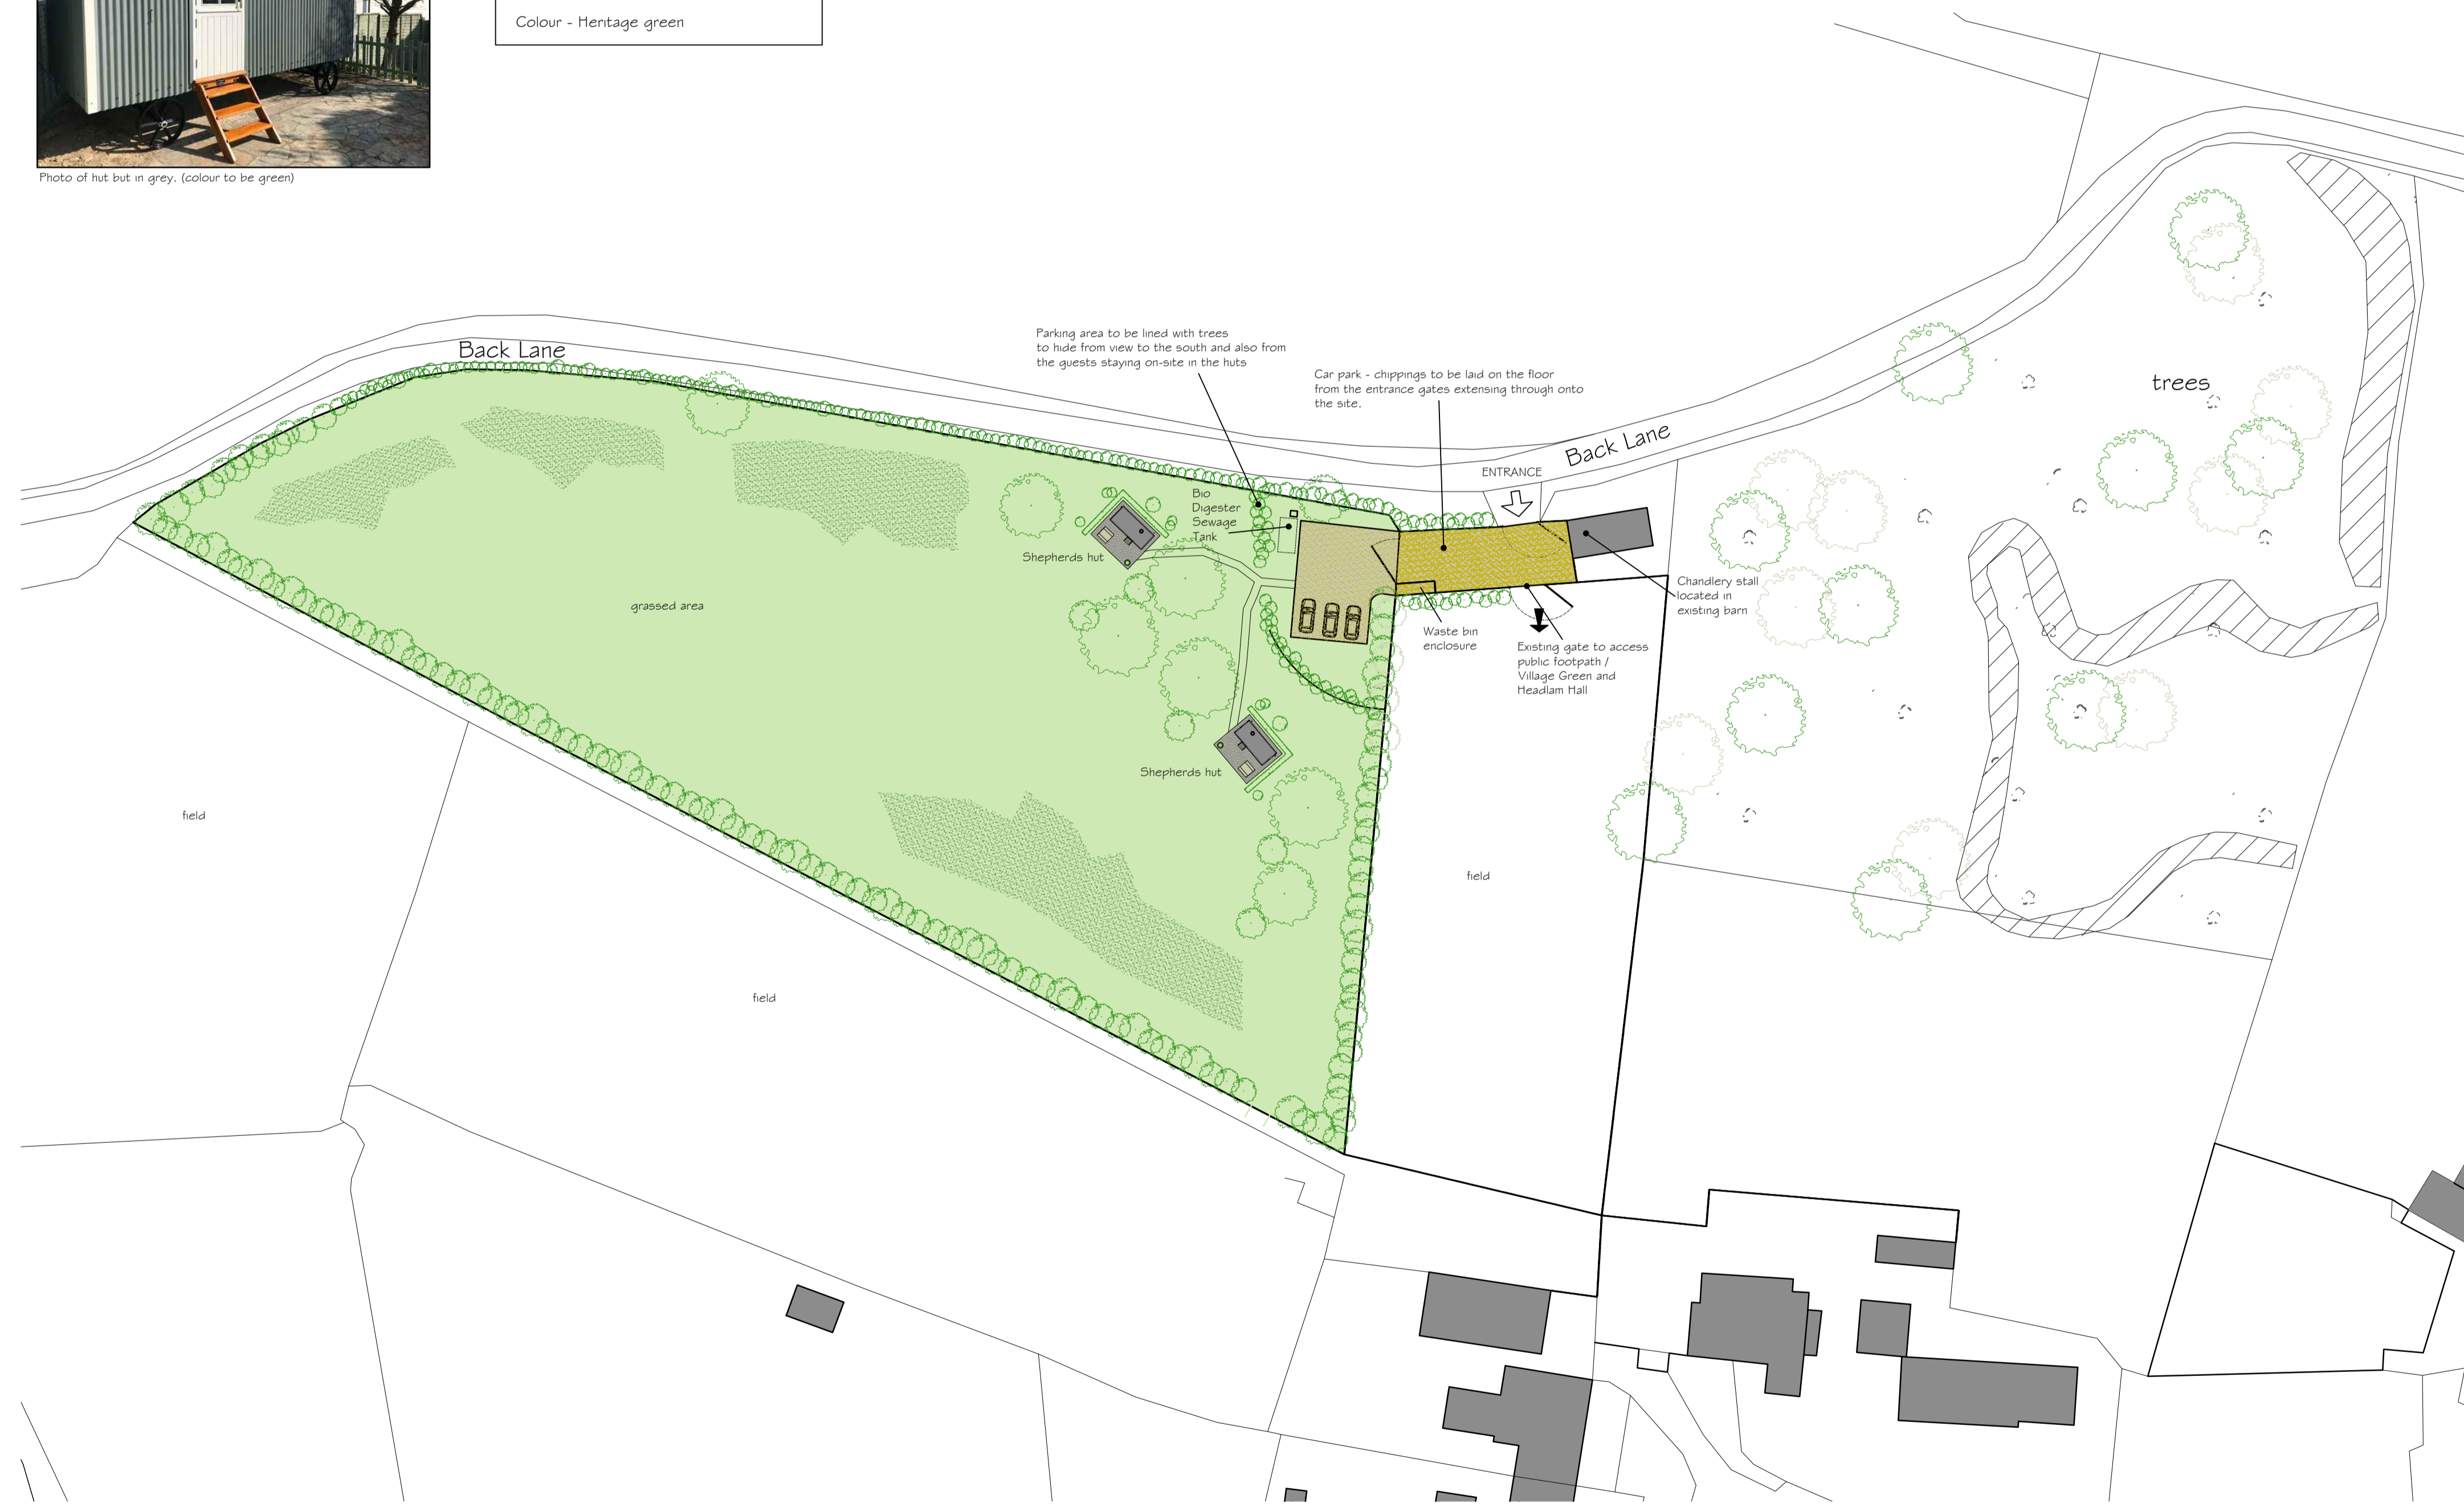 Colour - Heritage green
Photo of hut but in grey. (colour to be green)
Back Lane
Parking area to be lined with trees
to hide from view to the south and also from
the guests staying on-site in the huts
Car park - chippings to be laid on the floor
from the entrance gates extensing through onto
the site.
Back Lane
trees
ENTRANCE
Bio
Digester
Sewage
Tank
Shepherds hut
grassed area
Chandlery stall
located in
existing barn
Waste bin
enclosure
Existing gate to access
public footpath /
Village Green and
Headlam Hall
Shepherds hut
field
field
field